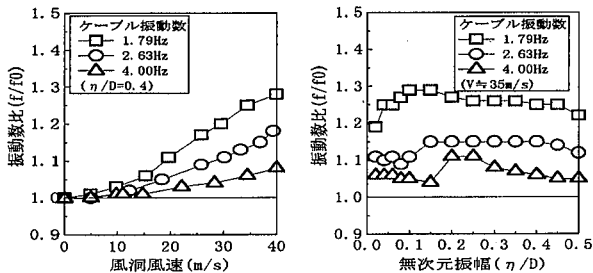 1.5
1.4
1.3
1.2
1.1
1.0
0.9
振動数比(f/f0)
ケーブル振動数
1.79Hz
2.63Hz
4.00Hz
(η/D=0.4)
0 10 20 30 40
風洞風速(m/s)
1.5
1.4
1.3
1.2
1.1
1.0
0.9
振動数比(f/f0)
ケーブル振動数
1.79Hz
2.63Hz
4.00Hz
(V≒35m/s)
0.0 0.1 0.2 0.3 0.4 0.5
無次元振幅(η/D)